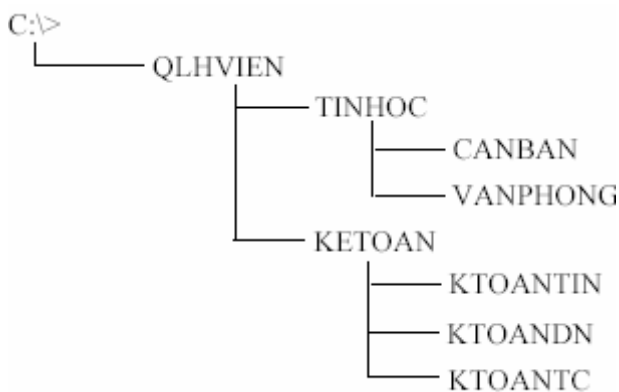 C:\>
QLHVIEN
TINHOC
CANBAN
VANPHONG
KETOAN
KTOANTIN
KTOANDN
KTOANTC